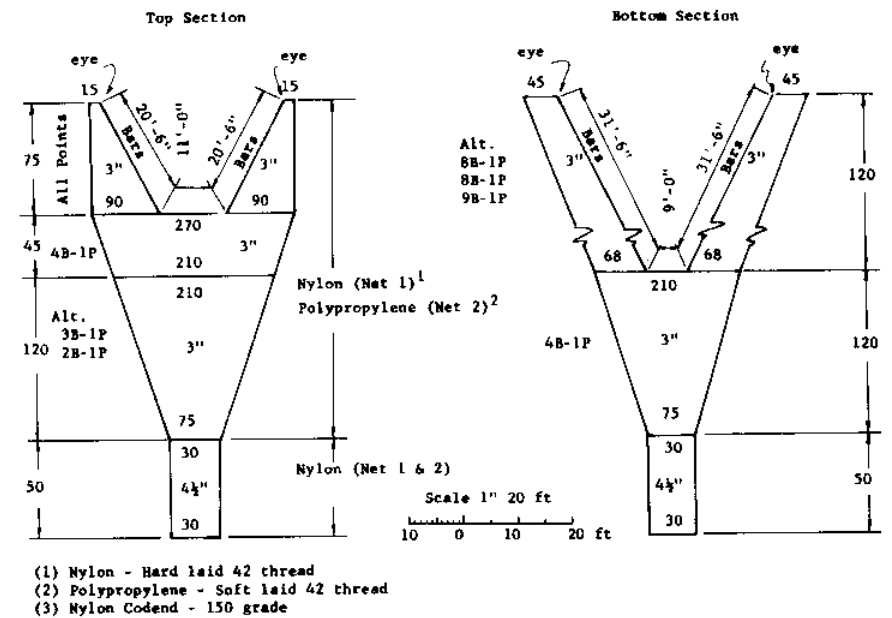 Top Section
Bottom Section
eye
eye
eye
eye
15
15
45
45
20'-6"
11'-0"
20'-6"
31'-6"
31'-6"
9'-0"
75
All Points
Bars
Bars
3"
3"
90
90
Alt.
8B-1P
8B-1P
9B-1P
Bars
Bars
3"
3"
120
270
45
4B-1P
3"
210
68
68
210
210
Nylon (Net 1)¹
Polypropylene (Net 2)²
Alt.
3B-1P
2B-1P
120
3"
4B-1P
3"
120
75
75
30
30
Nylon (Net 1 & 2)
50
4½"
4½"
50
30
30
Scale 1" 20 ft
10 0 10 20 ft
(1) Nylon - Hard laid 42 thread
(2) Polypropylene - Soft laid 42 thread
(3) Nylon Codend - 150 grade